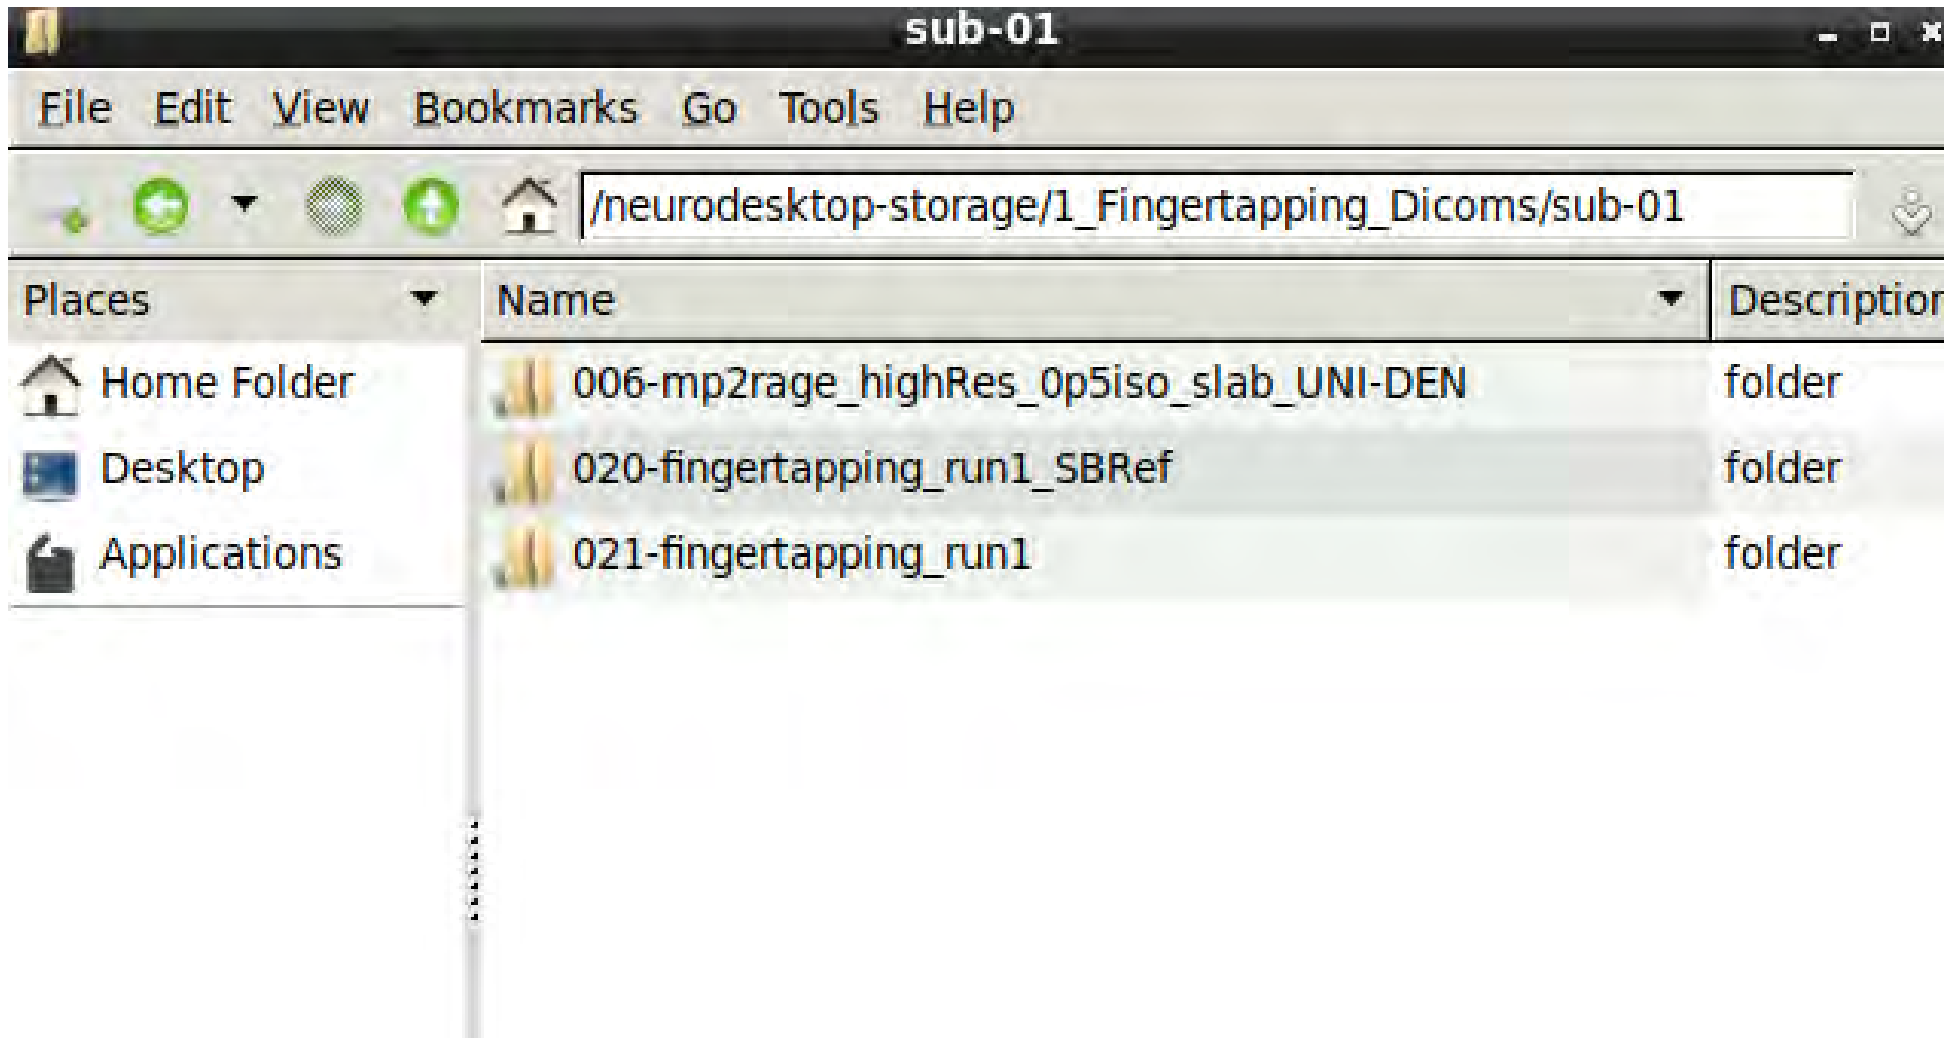 sub-01
File Edit View Bookmarks Go Tools Help
/neurodesktop-storage/1_Fingertapping_Dicoms/sub-01
Places Name Description
Home Folder 006-mp2rage_highRes_0p5iso_slab_UNI-DEN folder
Desktop 020-fingertapping_run1_SBRef folder
Applications 021-fingertapping_run1 folder